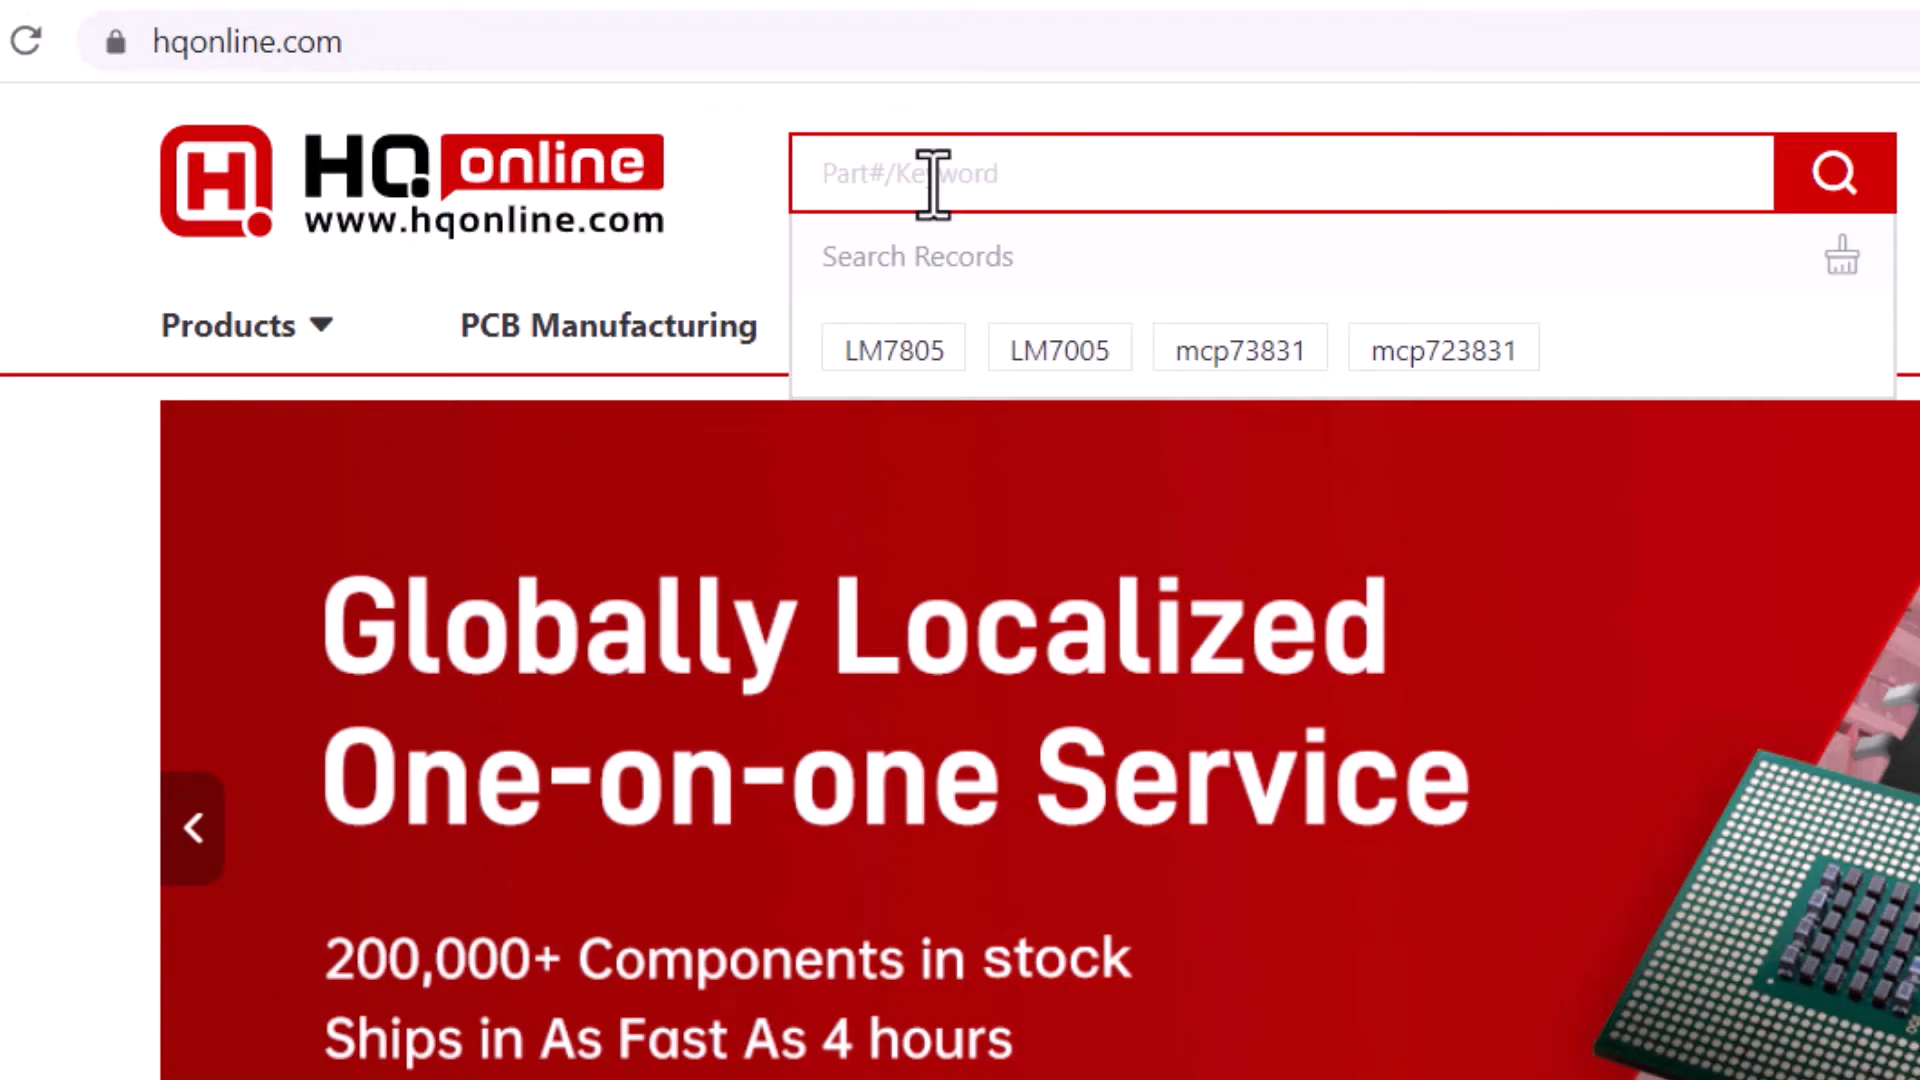 hqonline.com
H
HQ online
www.hqonline.com
Part#/Keyword
Search Records
Products
PCB Manufacturing
LM7805
LM7005
mcp73831
mcp723831
Globally Localized
One-on-one Service
200,000+ Components in stock
Ships in As Fast As 4 hours